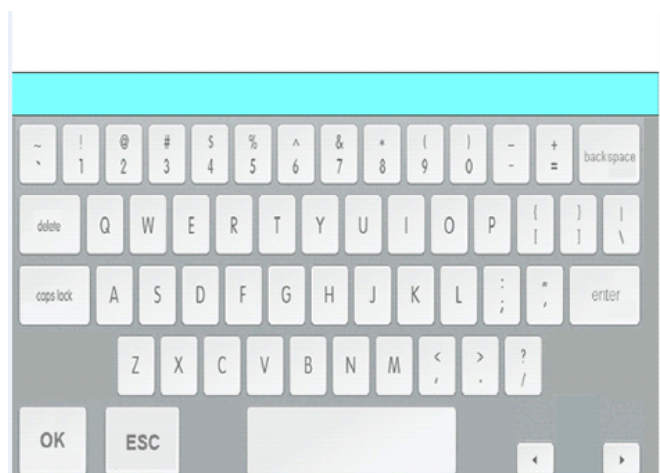 ~ ! @ # $ % ^ & * ( ) _ +
` 1 2 3 4 5 6 7 8 9 0 - = backspace
{ } |
delete Q W E R T Y U I O P [ ] \
: "
caps lock A S D F G H J K L ; ' enter
< > ?
Z X C V B N M , . /
OK ESC